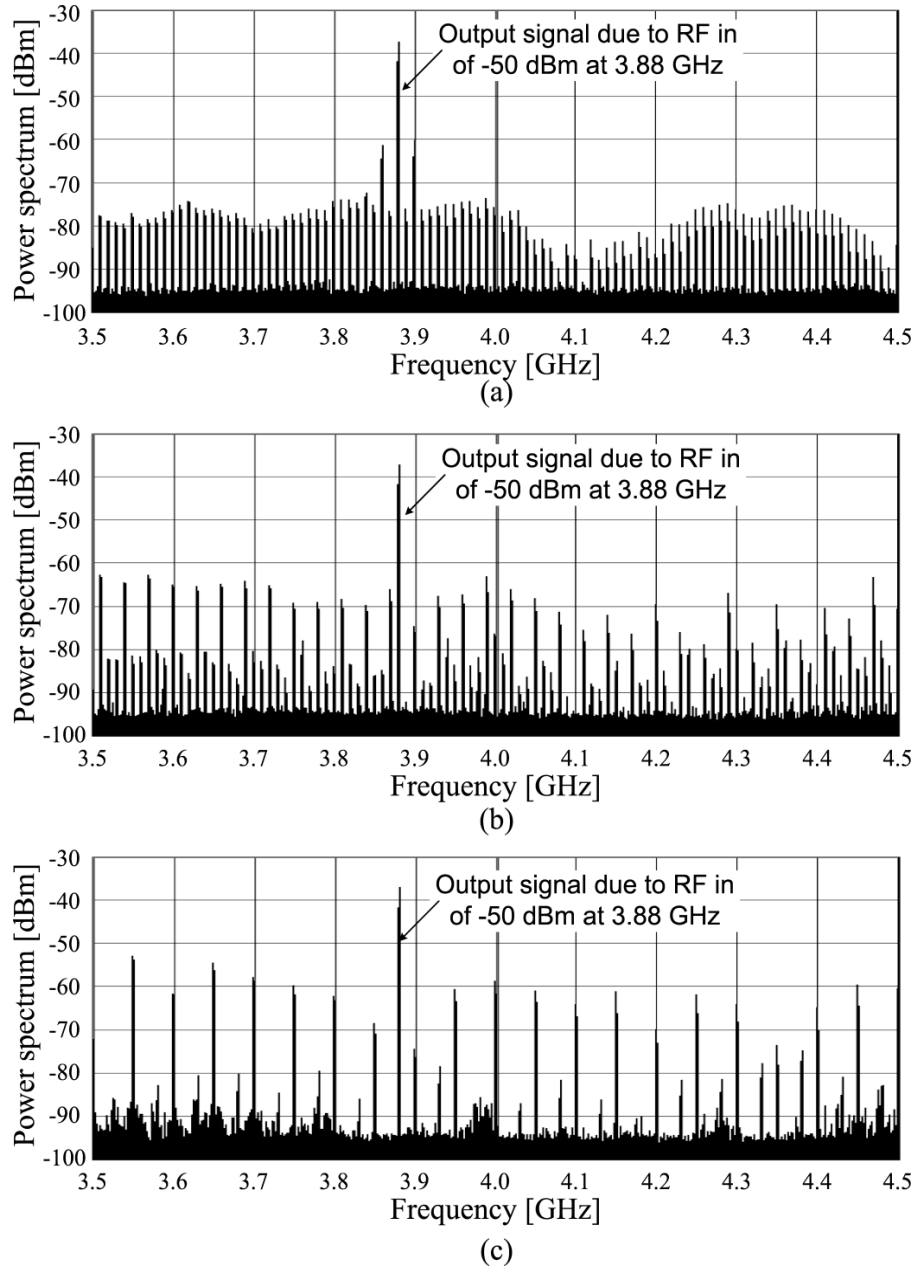 Power spectrum [dBm]
-30
-40
-50
-60
-70
-80
-90
-100
Output signal due to RF in
of -50 dBm at 3.88 GHz
3.5 3.6 3.7 3.8 3.9 4.0 4.1 4.2 4.3 4.4 4.5
Frequency [GHz]
(a)
Power spectrum [dBm]
-30
-40
-50
-60
-70
-80
-90
-100
Output signal due to RF in
of -50 dBm at 3.88 GHz
3.5 3.6 3.7 3.8 3.9 4.0 4.1 4.2 4.3 4.4 4.5
Frequency [GHz]
(b)
Power spectrum [dBm]
-30
-40
-50
-60
-70
-80
-90
-100
Output signal due to RF in
of -50 dBm at 3.88 GHz
3.5 3.6 3.7 3.8 3.9 4.0 4.1 4.2 4.3 4.4 4.5
Frequency [GHz]
(c)